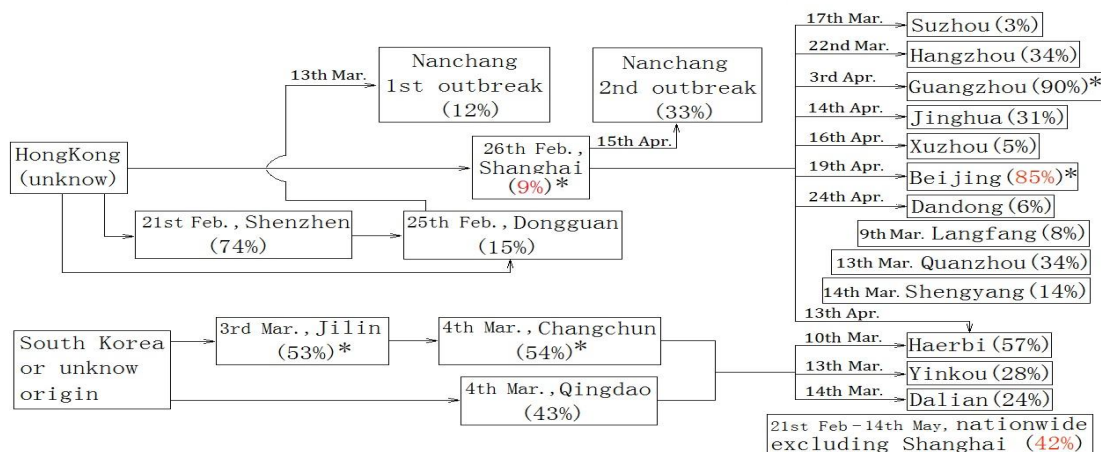 HongKong
(unknow)
13th Mar.
Nanchang
1st outbreak
(12%)
Nanchang
2nd outbreak
(33%)
15th Apr.
26th Feb.,
Shanghai
(9%)*
21st Feb., Shenzhen
(74%)
25th Feb., Dongguan
(15%)
South Korea
or unknow
origin
3rd Mar., Jilin
(53%)*
4th Mar., Changchun
(54%)*
4th Mar., Qingdao
(43%)
17th Mar. Suzhou (3%)
22nd Mar. Hangzhou (34%)
3rd Apr. Guangzhou (90%)*
14th Apr. Jinghua (31%)
16th Apr. Xuzhou (5%)
19th Apr. Beijing (85%)*
24th Apr. Dandong (6%)
9th Mar. Langfang (8%)
13th Mar. Quanzhou (34%)
14th Mar. Shengyang (14%)
13th Apr.
10th Mar. Haerbi (57%)
13th Mar. Yinkou (28%)
14th Mar. Dalian (24%)
21st Feb－14th May, nationwide
excluding Shanghai (42%)